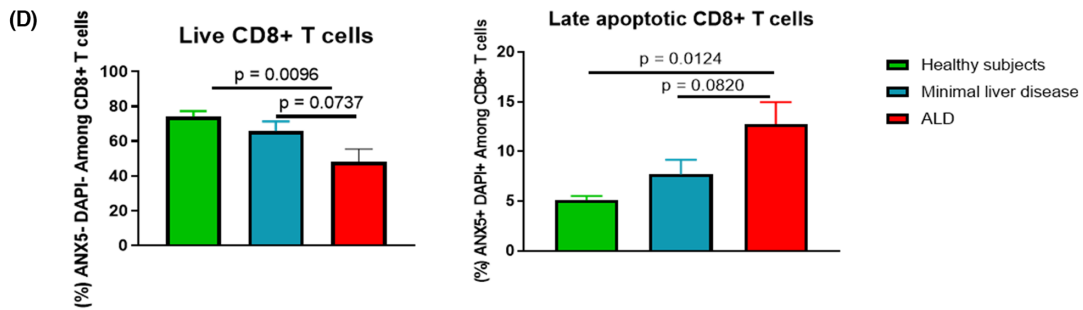 (D)
Live CD8+ T cells
(%) ANX5- DAPI- Among CD8+ T cells
100
80
60
40
20
0
p = 0.0096
p = 0.0737
Late apoptotic CD8+ T cells
(%) ANX5+ DAPI+ Among CD8+ T cells
20
15
10
5
0
p = 0.0124
p = 0.0820
Healthy subjects
Minimal liver disease
ALD